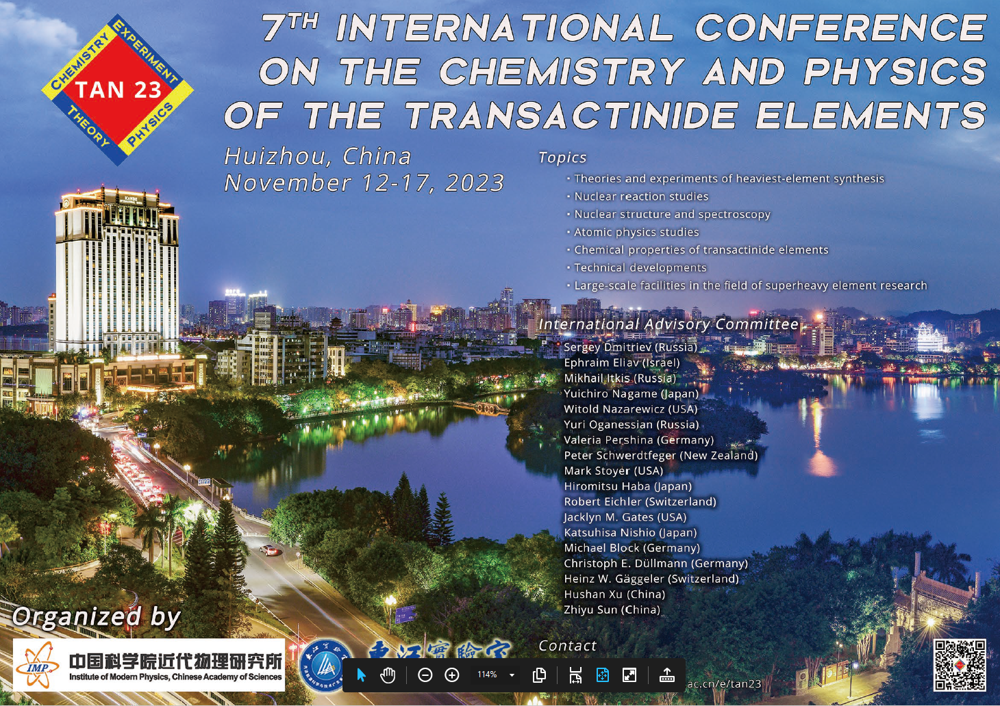 7TH INTERNATIONAL CONFERENCE
ON THE CHEMISTRY AND PHYSICS
OF THE TRANSACTINIDE ELEMENTS
CHEMISTRY
EXPERIMENT
TAN 23
THEORY
PHYSICS
Huizhou, China
November 12-17, 2023
Topics
· Theories and experiments of heaviest-element synthesis
· Nuclear reaction studies
· Nuclear structure and spectroscopy
· Atomic physics studies
· Chemical properties of transactinide elements
· Technical developments
· Large-scale facilities in the field of superheavy element research
International Advisory Committee
Sergey Dmitriev (Russia)
Ephraim Eliav (Israel)
Mikhail Itkis (Russia)
Yuichiro Nagame (Japan)
Witold Nazarewicz (USA)
Yuri Oganessian (Russia)
Valeria Pershina (Germany)
Peter Schwerdtfeger (New Zealand)
Mark Stoyer (USA)
Hiromitsu Haba (Japan)
Robert Eichler (Switzerland)
Jacklyn M. Gates (USA)
Katsuhisa Nishio (Japan)
Michael Block (Germany)
Christoph E. Düllmann (Germany)
Heinz W. Gäggeler (Switzerland)
Hushan Xu (China)
Zhiyu Sun (China)
Organized by
IMP
中国科学院近代物理研究所
Institute of Modern Physics, Chinese Academy of Sciences
Contact
114%
ac.cn/e/tan23